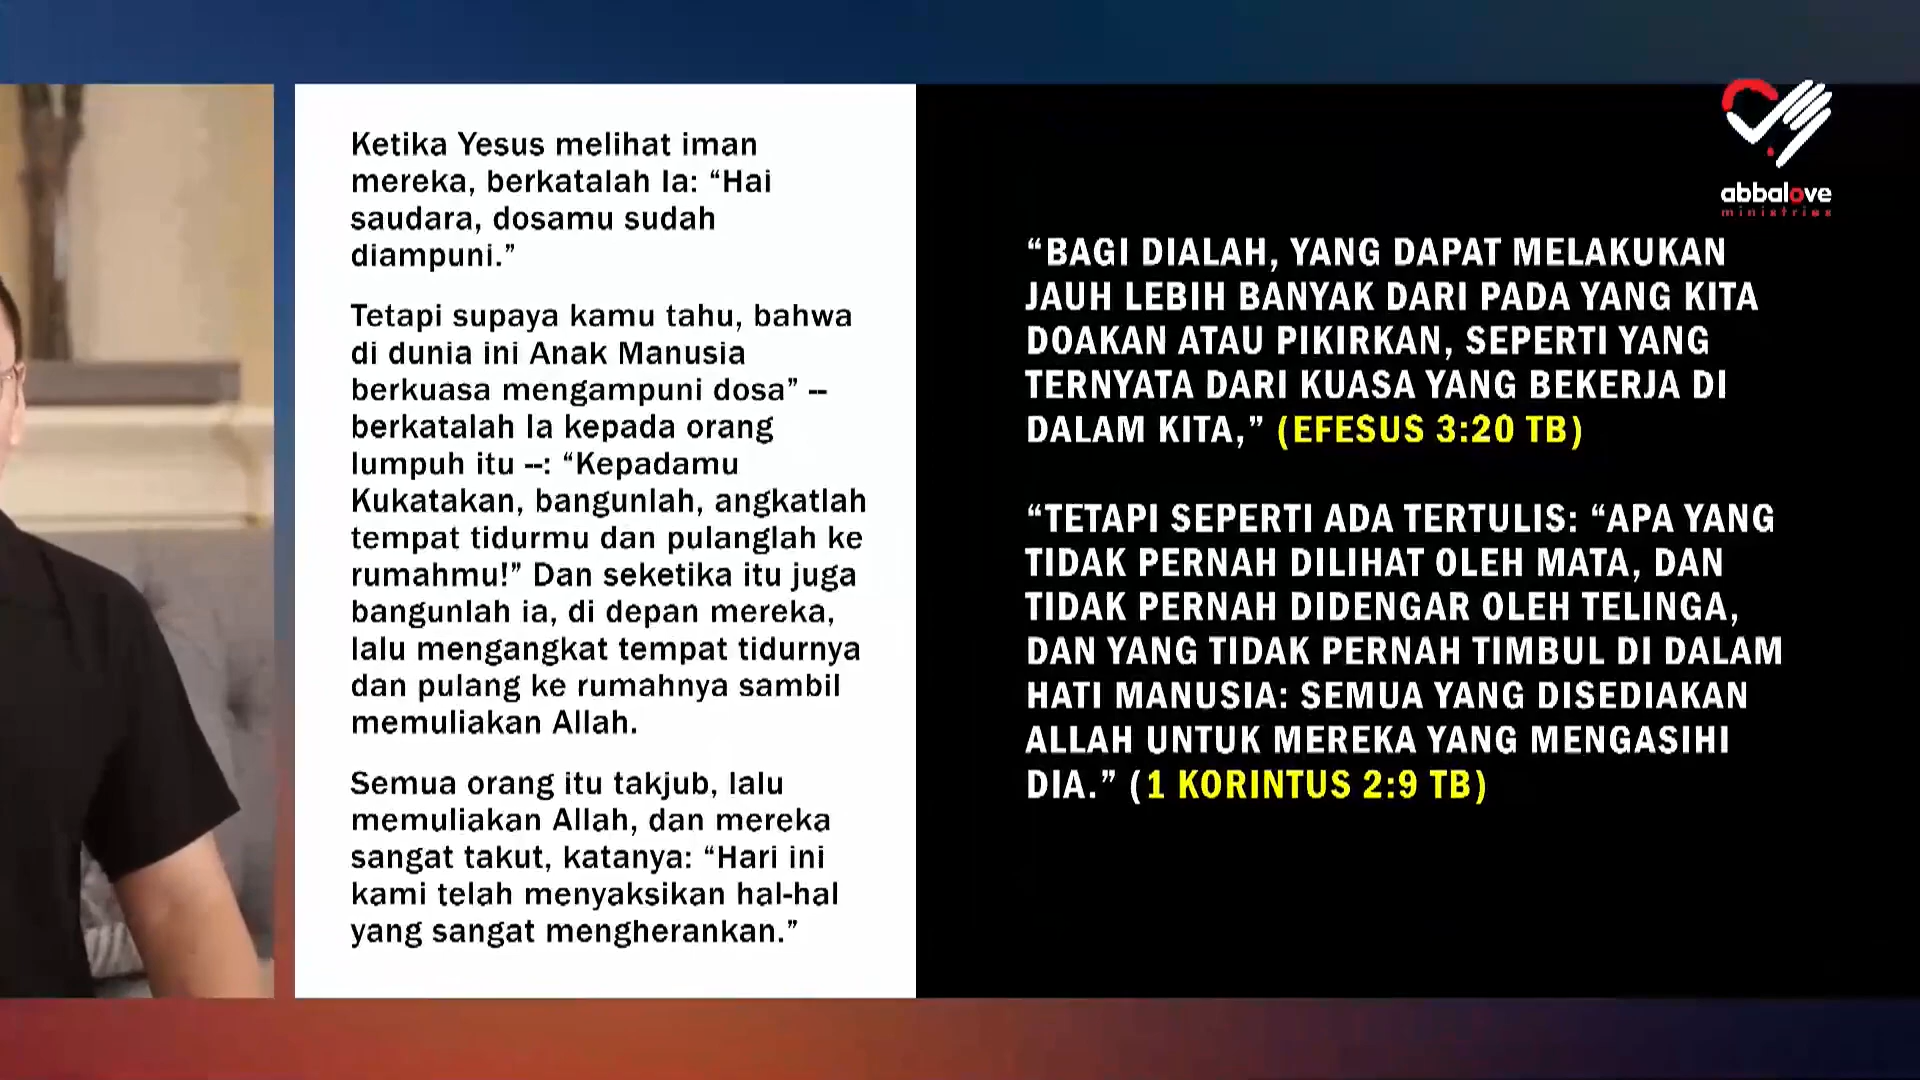 Ketika Yesus melihat iman
mereka, berkatalah Ia: “Hai
saudara, dosamu sudah
diampuni.”
Tetapi supaya kamu tahu, bahwa
di dunia ini Anak Manusia
berkuasa mengampuni dosa” --
berkatalah Ia kepada orang
lumpuh itu --: “Kepadamu
Kukatakan, bangunlah, angkatlah
tempat tidurmu dan pulanglah ke
rumahmu!” Dan seketika itu juga
bangunlah ia, di depan mereka,
lalu mengangkat tempat tidurnya
dan pulang ke rumahnya sambil
memuliakan Allah.
Semua orang itu takjub, lalu
memuliakan Allah, dan mereka
sangat takut, katanya: “Hari ini
kami telah menyaksikan hal-hal
yang sangat mengherankan.”
abbalove
ministries
“BAGI DIALAH, YANG DAPAT MELAKUKAN
JAUH LEBIH BANYAK DARI PADA YANG KITA
DOAKAN ATAU PIKIRKAN, SEPERTI YANG
TERNYATA DARI KUASA YANG BEKERJA DI
DALAM KITA,” (EFESUS 3:20 TB)
“TETAPI SEPERTI ADA TERTULIS: “APA YANG
TIDAK PERNAH DILIHAT OLEH MATA, DAN
TIDAK PERNAH DIDENGAR OLEH TELINGA,
DAN YANG TIDAK PERNAH TIMBUL DI DALAM
HATI MANUSIA: SEMUA YANG DISEDIAKAN
ALLAH UNTUK MEREKA YANG MENGASIHI
DIA.” (1 KORINTUS 2:9 TB)